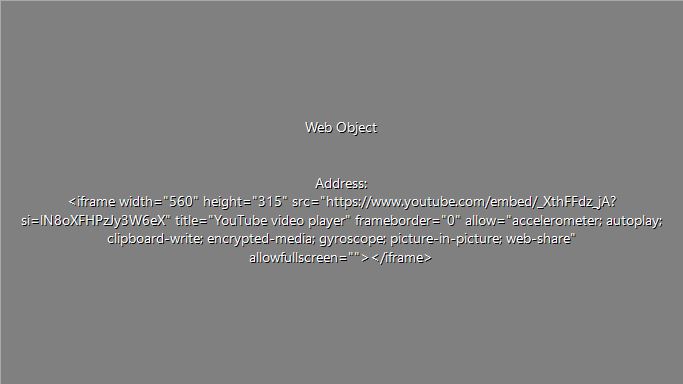 Web Object
Address:
<iframe width="560" height="315" src="https://www.youtube.com/embed/_XthFFdz_jA?
si=IN8oXFHPzJy3W6eX" title="YouTube video player" frameborder="0" allow="accelerometer; autoplay;
clipboard-write; encrypted-media; gyroscope; picture-in-picture; web-share"
allowfullscreen=""></iframe>